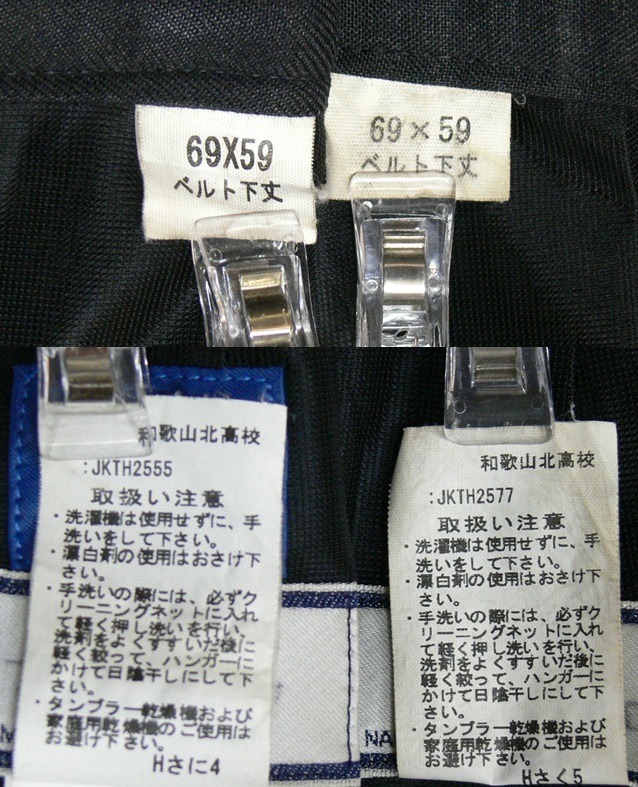 69X59
ベルト下丈
69×59
ベルト下丈
和歌山北高校
:JKTH2555
取扱い注意
・洗濯機は使用せずに、手
洗いをして下さい。
・漂白剤の使用はおさけ下
さい。
・手洗いの際には、必ずク
リーニングネットに入れ
て軽く押し洗いを行い、
洗剤をよくすすいだ後に
軽く絞って、ハンガーに
かけて日陰干しにして下
さい。
・タンブラー乾燥機および
家庭用乾燥機のご使用は
お避け下さい。
Hさに4
和歌山北高校
:JKTH2577
取扱い注意
・洗濯機は使用せずに、手
洗いをして下さい。
・漂白剤の使用はおさけ下
さい。
・手洗いの際には、必ずク
リーニングネットに入れ
て軽く押し洗いを行い、
洗剤をよくすすいだ後に
軽く絞って、ハンガーに
かけて日陰干しにして下
さい。
・タンブラー乾燥機および
家庭用乾燥機のご使用は
お避け下さい。
Hさく5
NA